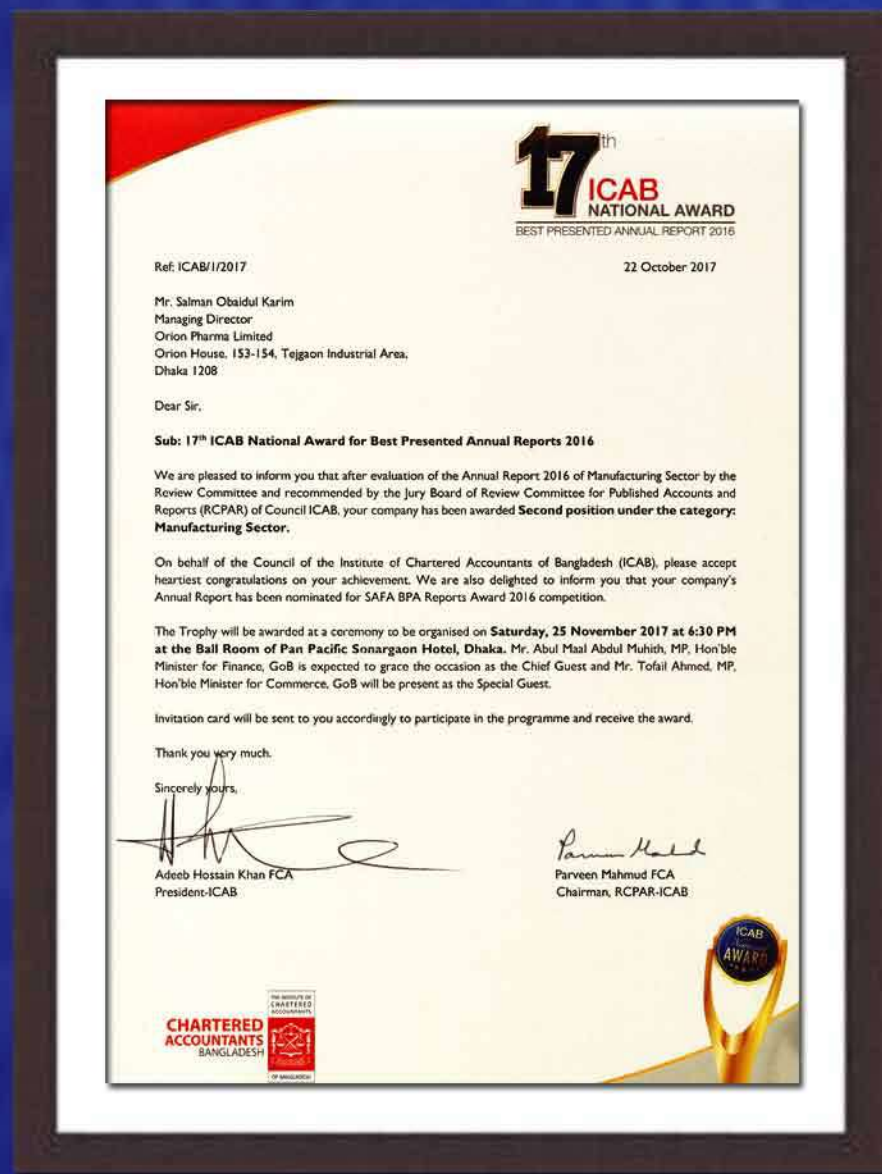 17th
ICAB
NATIONAL AWARD
BEST PRESENTED ANNUAL REPORT 2016
Ref: ICAB/1/2017
22 October 2017
Mr. Salman Obaidul Karim
Managing Director
Orion Pharma Limited
Orion House, 153-154, Tejgaon Industrial Area,
Dhaka 1208
Dear Sir,
Sub: 17th ICAB National Award for Best Presented Annual Reports 2016
We are pleased to inform you that after evaluation of the Annual Report 2016 of Manufacturing Sector by the
Review Committee and recommended by the Jury Board of Review Committee for Published Accounts and
Reports (RCPAR) of Council ICAB, your company has been awarded Second position under the category:
Manufacturing Sector.
On behalf of the Council of the Institute of Chartered Accountants of Bangladesh (ICAB), please accept
heartiest congratulations on your achievement. We are also delighted to inform you that your company's
Annual Report has been nominated for SAFA BPA Reports Award 2016 competition.
The Trophy will be awarded at a ceremony to be organised on Saturday, 25 November 2017 at 6:30 PM
at the Ball Room of Pan Pacific Sonargaon Hotel, Dhaka. Mr. Abul Maal Abdul Muhith, MP, Hon'ble
Minister for Finance, GoB is expected to grace the occasion as the Chief Guest and Mr. Tofail Ahmed, MP,
Hon'ble Minister for Commerce, GoB will be present as the Special Guest.
Invitation card will be sent to you accordingly to participate in the programme and receive the award.
Thank you very much.
Sincerely yours,
Adeeb Hossain Khan FCA
President-ICAB
Parveen Mahmud FCA
Chairman, RCPAR-ICAB
ICAB
National
AWARD
CHARTERED
ACCOUNTANTS
BANGLADESH
THE INSTITUTE OF
CHARTERED
ACCOUNTANTS
OF BANGLADESH